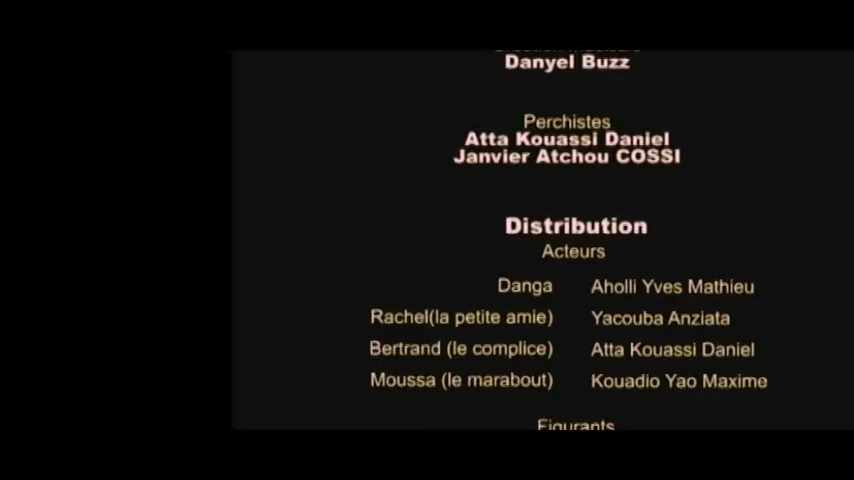 Danyel Buzz
Perchistes
Atta Kouassi Daniel
Janvier Atchou COSSI
Distribution
Acteurs
Danga Aholli Yves Mathieu
Rachel(la petite amie) Yacouba Anziata
Bertrand (le complice) Atta Kouassi Daniel
Moussa (le marabout) Kouadio Yao Maxime
Figurants